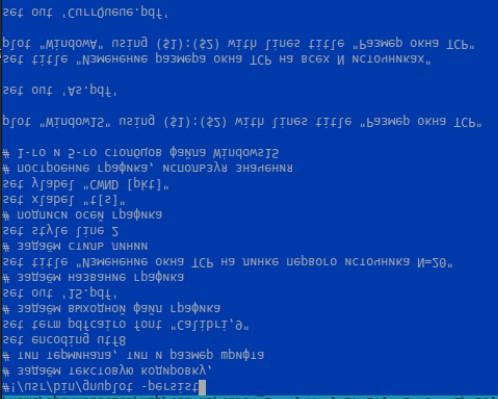 #!/usr/bin/gnuplot -persist
# задаём текстовую кодировку,
# тип терминала, тип и размер шрифта
set encoding utf8
set term pdfcairo font "Calibri,9"
# задаём выходной файл графика
set out '1S.pdf'
# задаём название графика
set title "Изменение окна TCP на линке первого источника N=20"
# задаём стиль линии
set style line 2
# подписи осей графика
set xlabel "t[s]"
set ylabel "CWND [pkt]"
# построение графика, используя значения
# 1-го и 2-го столбцов файла Windows1S
plot "Window1S" using ($1):($2) with lines title "Размер окна TCP"
set out 'As.pdf'
set title "Изменение размера окна TCP на всех N источниках"
plot "WindowA" using ($1):($2) with lines title "Размер окна TCP"
set out 'CurrQueue.pdf'